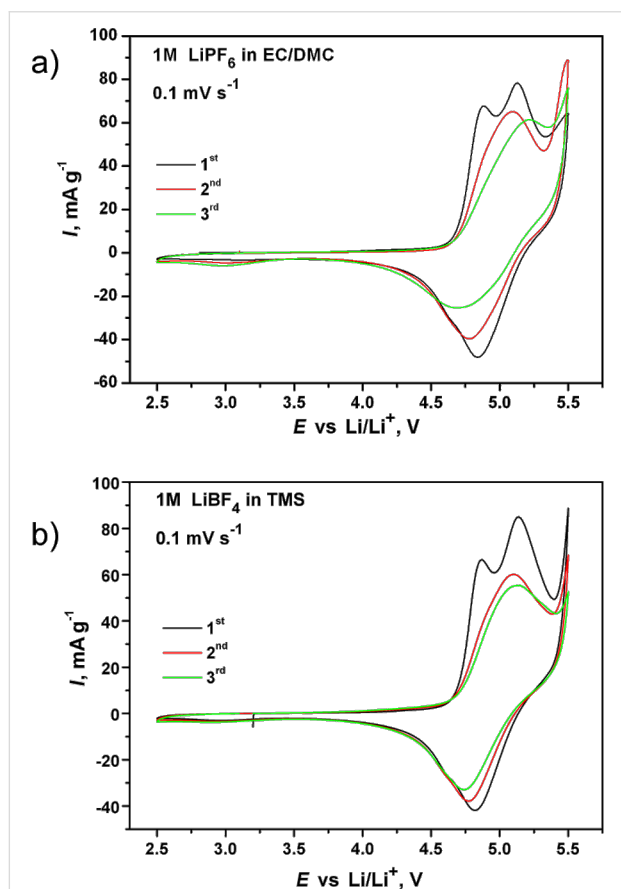 a)
1M LiPF₆ in EC/DMC
0.1 mV s⁻¹
1ˢᵗ
2ⁿᵈ
3ʳᵈ
I, mA g⁻¹
100
80
60
40
20
0
-20
-40
-60
2.5 3.0 3.5 4.0 4.5 5.0 5.5
E vs Li/Li⁺, V
b)
1M LiBF₄ in TMS
0.1 mV s⁻¹
1ˢᵗ
2ⁿᵈ
3ʳᵈ
I, mA g⁻¹
100
80
60
40
20
0
-20
-40
2.5 3.0 3.5 4.0 4.5 5.0 5.5
E vs Li/Li⁺, V